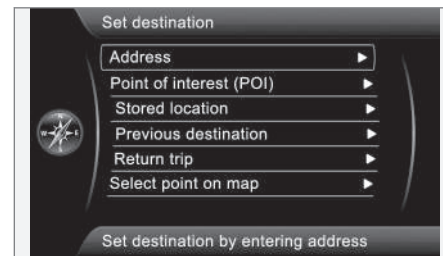 Set destination
Address
Point of interest (POI)
Stored location
W E
Previous destination
Return trip
Select point on map
Set destination by entering address